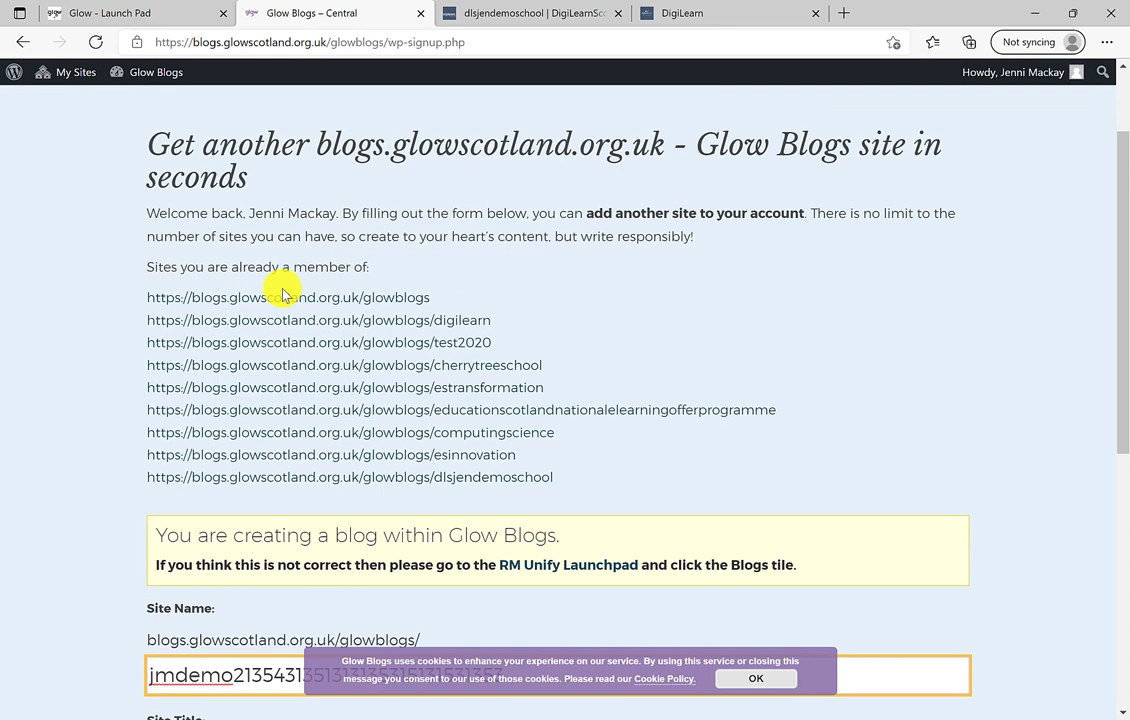 Glow - Launch Pad
Glow Blogs – Central
dlsjendemoschool | DigiLearnSc
DigiLearn
https://blogs.glowscotland.org.uk/glowblogs/wp-signup.php
Not syncing
My Sites
Glow Blogs
Howdy, Jenni Mackay
Get another blogs.glowscotland.org.uk - Glow Blogs site in
seconds
Welcome back, Jenni Mackay. By filling out the form below, you can add another site to your account. There is no limit to the
number of sites you can have, so create to your heart's content, but write responsibly!
Sites you are already a member of:
https://blogs.glowscotland.org.uk/glowblogs
https://blogs.glowscotland.org.uk/glowblogs/digilearn
https://blogs.glowscotland.org.uk/glowblogs/test2020
https://blogs.glowscotland.org.uk/glowblogs/cherrytreeschool
https://blogs.glowscotland.org.uk/glowblogs/estransformation
https://blogs.glowscotland.org.uk/glowblogs/educationscotlandnationalelearningofferprogramme
https://blogs.glowscotland.org.uk/glowblogs/computingscience
https://blogs.glowscotland.org.uk/glowblogs/esinnovation
https://blogs.glowscotland.org.uk/glowblogs/dlsjendemoschool
You are creating a blog within Glow Blogs.
If you think this is not correct then please go to the RM Unify Launchpad and click the Blogs tile.
Site Name:
blogs.glowscotland.org.uk/glowblogs/
Glow Blogs uses cookies to enhance your experience on our service. By using this service or closing this
message you consent to our use of those cookies. Please read our Cookie Policy.
OK
Site Title: